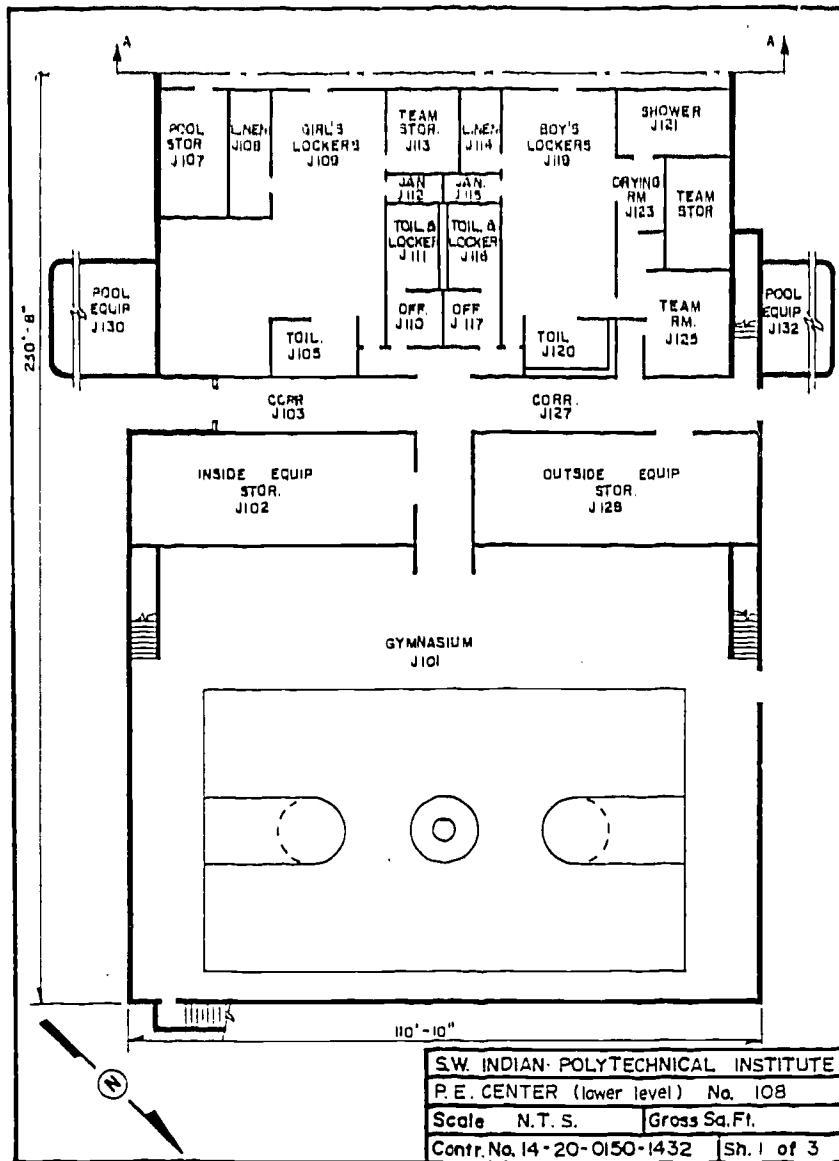 A
A
POOL
STOR
J107
LINEN
J108
GIRL'S
LOCKERS
J109
TEAM
STOR.
J113
LINEN
J114
BOY'S
LOCKERS
J119
SHOWER
J121
JAN
J112
JAN.
J115
DRYING
RM
J123
TEAM
STOR
TOIL. &
LOCKER
J111
TOIL. &
LOCKER
J116
POOL
EQUIP
J130
OFF.
J110
OFF
J117
TEAM
RM.
J125
POOL
EQUIP
J132
TOIL.
J105
TOIL
J120
230'-8"
CORR
J103
CORR.
J127
INSIDE EQUIP
STOR.
J102
OUTSIDE EQUIP
STOR.
J128
GYMNASIUM
J101
110'-10"
N
S.W. INDIAN POLYTECHNICAL INSTITUTE
P.E. CENTER (lower level) No. 108
Scale N.T.S. Gross Sq.Ft.
Contr. No. 14-20-0150-1432 Sh. 1 of 3